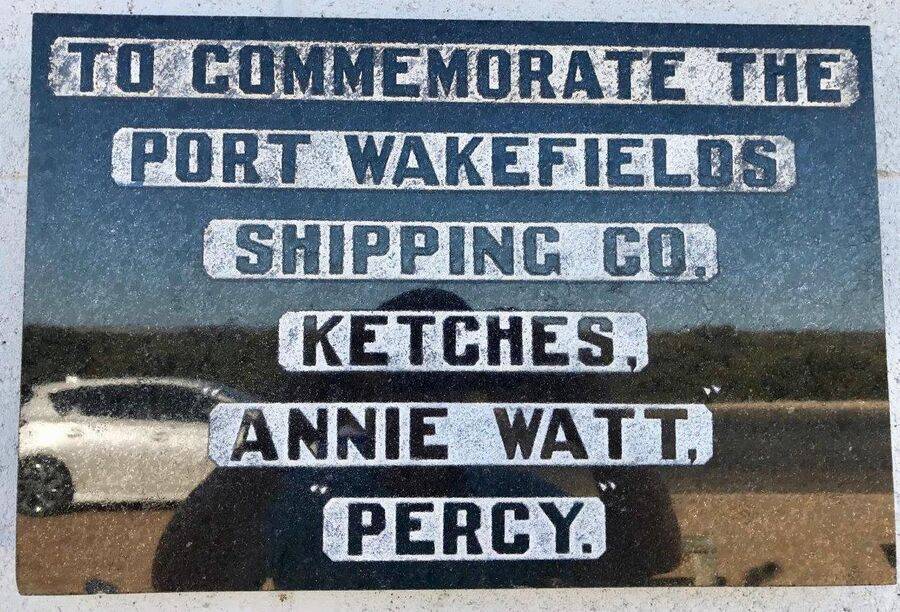 TO COMMEMORATE THE
PORT WAKEFIELDS
SHIPPING CO.
KETCHES,
ANNIE WATT,"
"PERCY."